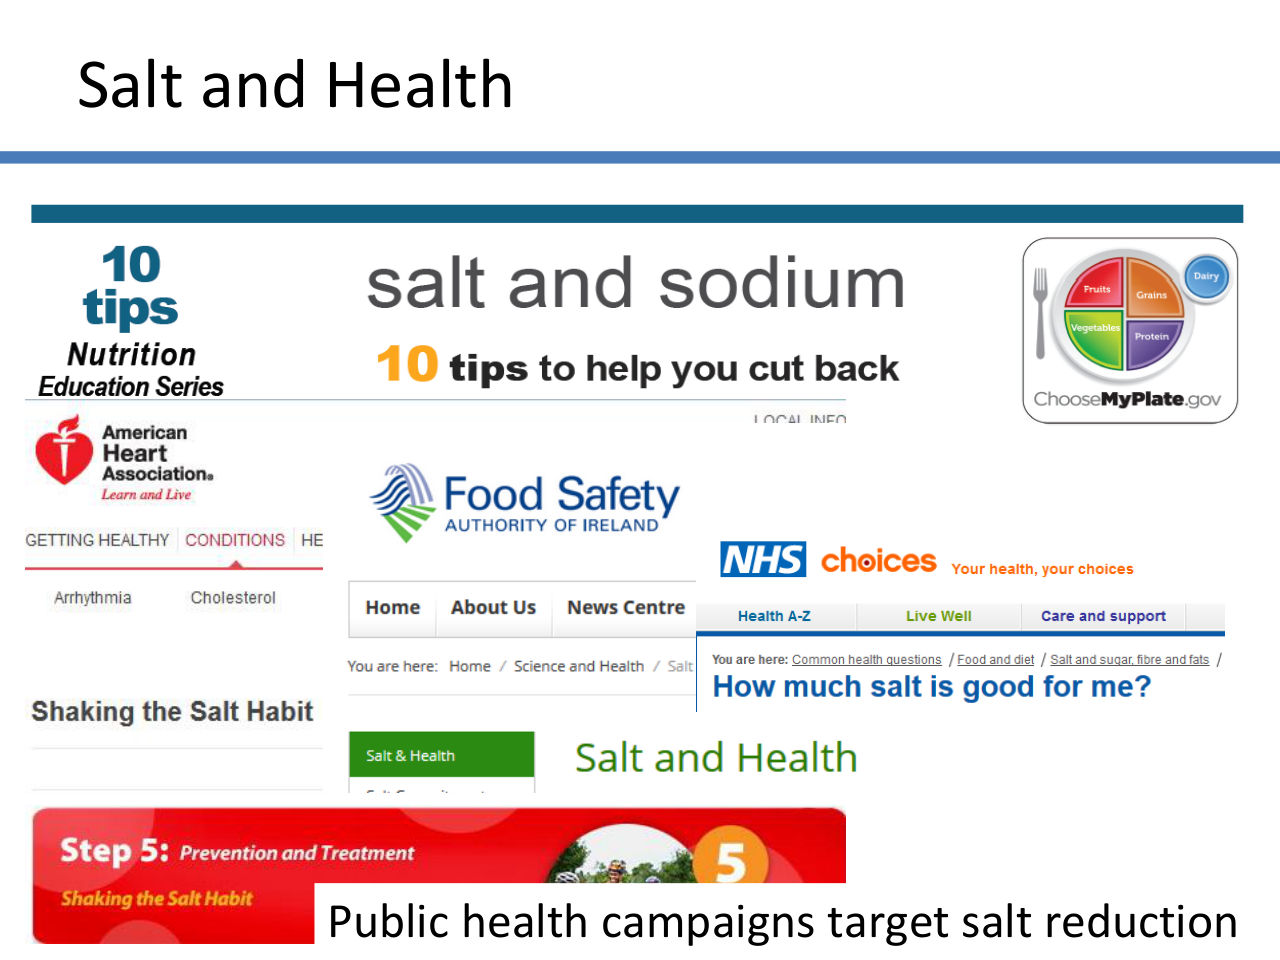 Salt and Health
10
tips
Nutrition
Education Series
salt and sodium
10 tips to help you cut back
Fruits
Grains
Dairy
Vegetables
Protein
ChooseMyPlate.gov
LOCAL INFO
American
Heart
Association®
Learn and Live
GETTING HEALTHY CONDITIONS HE
Arrhythmia Cholesterol
Shaking the Salt Habit
Food Safety
AUTHORITY OF IRELAND
Home About Us News Centre
You are here: Home / Science and Health / Salt
Salt & Health
Salt and Health
NHS choices Your health, your choices
Health A-Z Live Well Care and support
You are here: Common health questions / Food and diet / Salt and sugar, fibre and fats /
How much salt is good for me?
Step 5: Prevention and Treatment
Shaking the Salt Habit
5
Public health campaigns target salt reduction